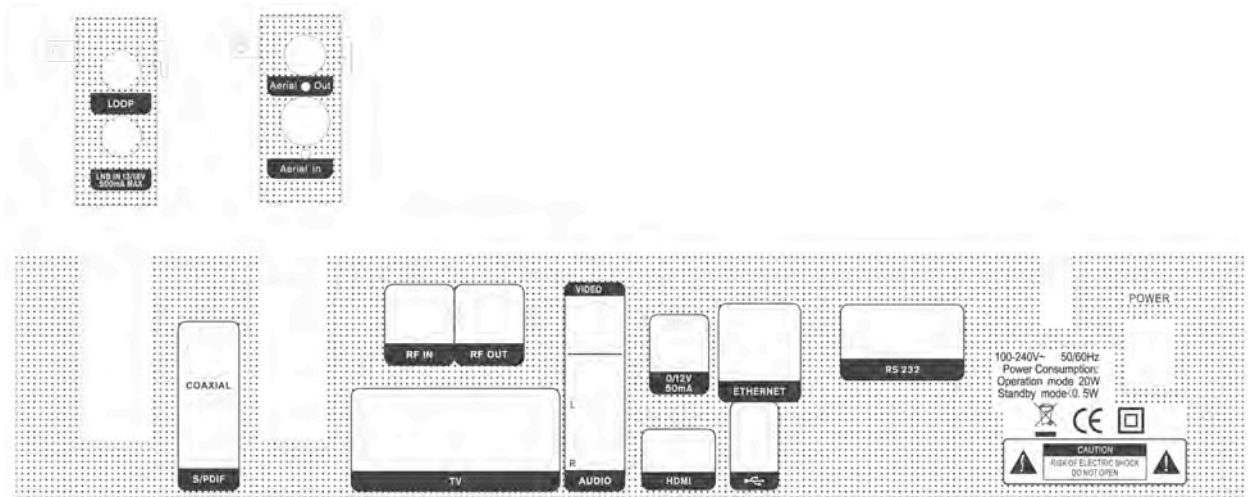 LOOP
LNB IN 13/18V
500mA MAX
Aerial Out
Aerial in
COAXIAL
S/PDIF
RF IN
RF OUT
TV
VIDEO
L
R
AUDIO
0/12V
50mA
HDMI
ETHERNET
RS 232
POWER
100-240V~ 50/60Hz
Power Consumption:
Operation mode 20W
Standby mode<0. 5W
CE
CAUTION
RISK OF ELECTRIC SHOCK
DO NOT OPEN